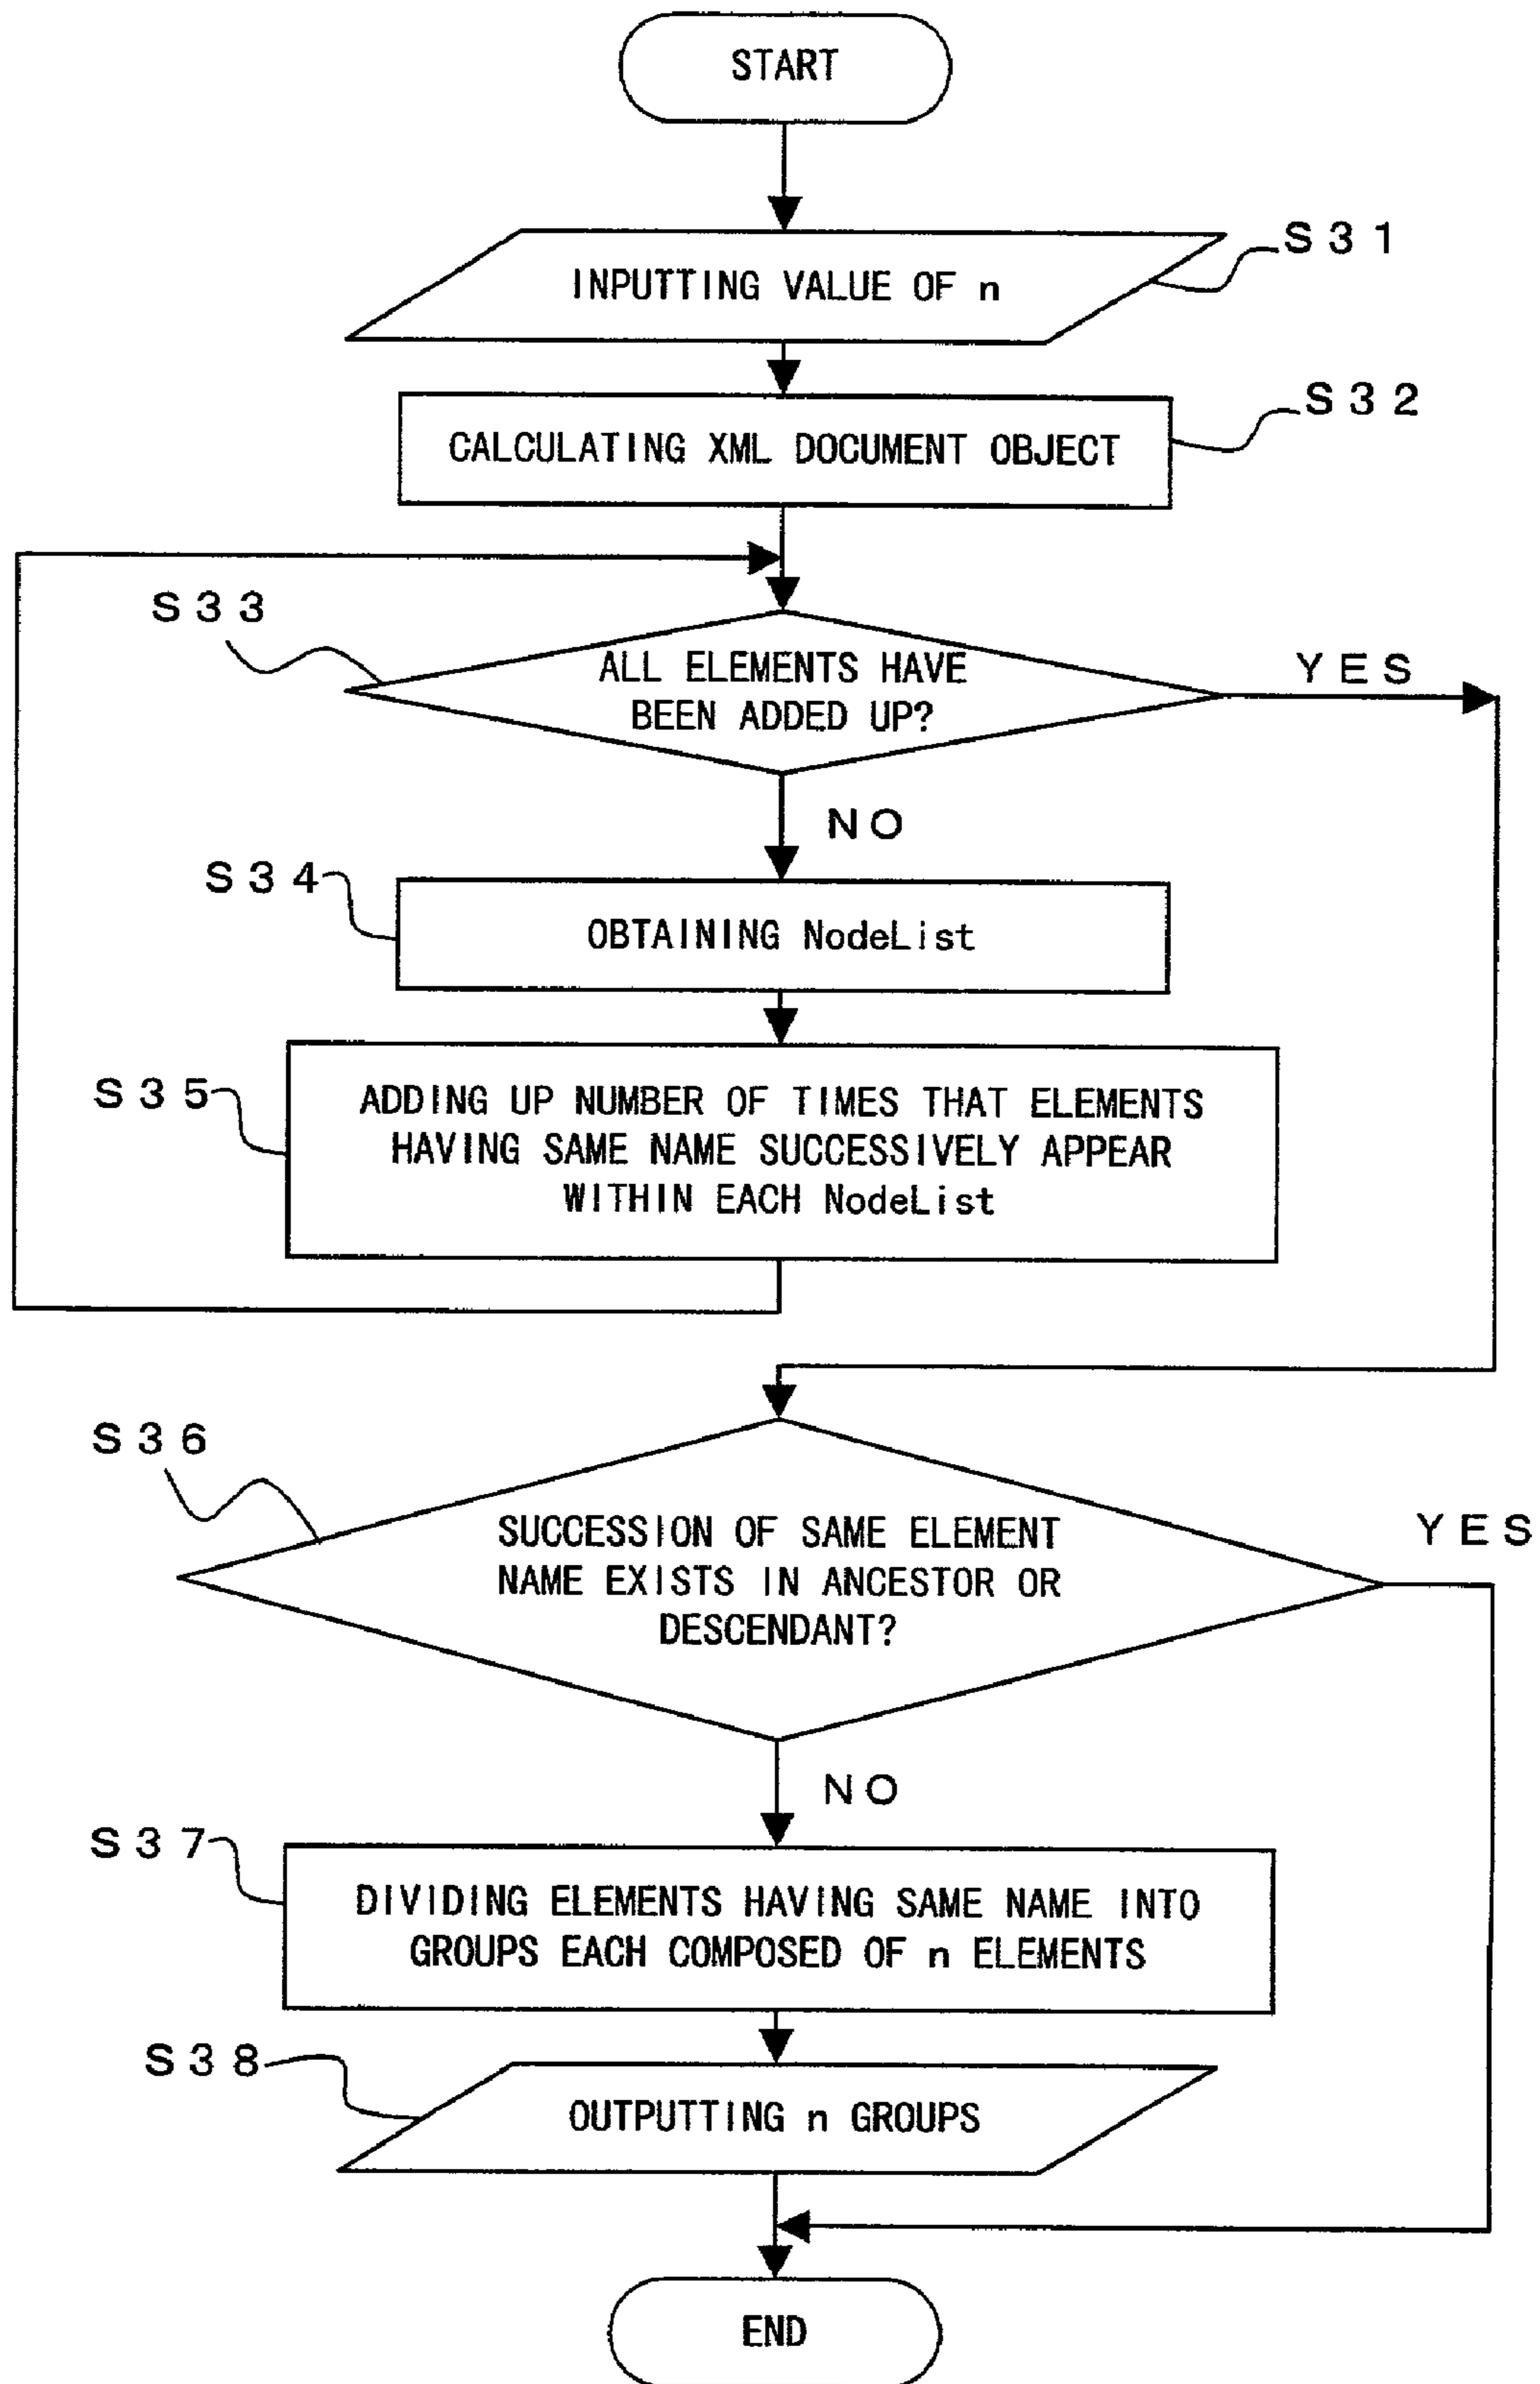 START
INPUTTING VALUE OF n
S31
CALCULATING XML DOCUMENT OBJECT
S32
S33
ALL ELEMENTS HAVE
BEEN ADDED UP?
YES
NO
S34
OBTAINING NodeList
S35
ADDING UP NUMBER OF TIMES THAT ELEMENTS
HAVING SAME NAME SUCCESSIVELY APPEAR
WITHIN EACH NodeList
S36
SUCCESSION OF SAME ELEMENT
NAME EXISTS IN ANCESTOR OR
DESCENDANT?
YES
NO
S37
DIVIDING ELEMENTS HAVING SAME NAME INTO
GROUPS EACH COMPOSED OF n ELEMENTS
S38
OUTPUTTING n GROUPS
END